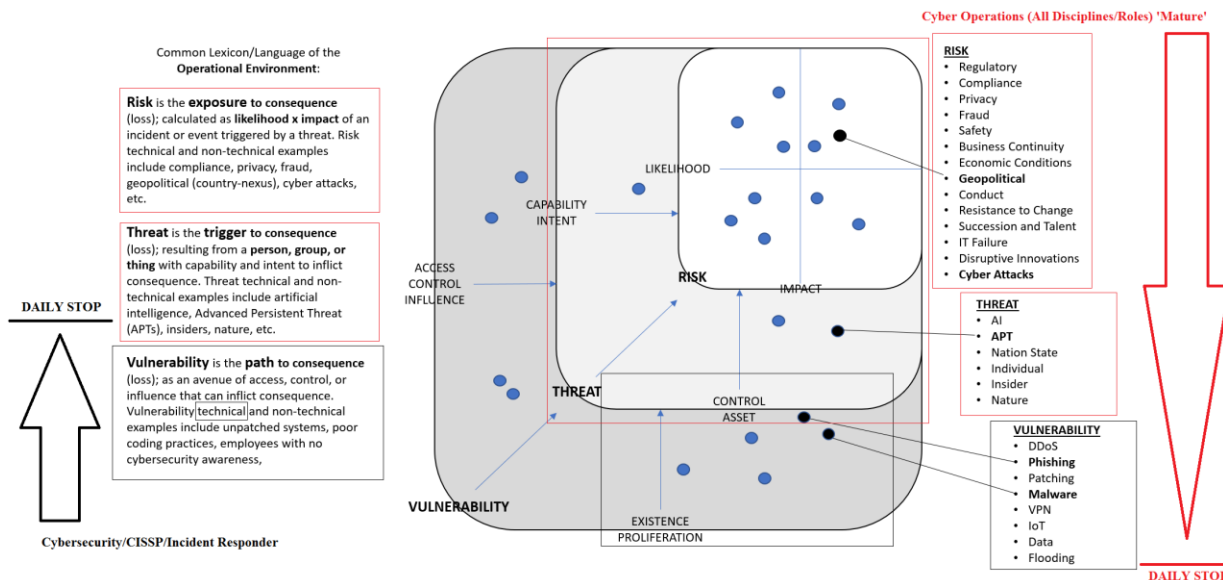 Cyber Operations (All Disciplines/Roles) 'Mature'
Common Lexicon/Language of the
Operational Environment:
Risk is the exposure to consequence
(loss); calculated as likelihood x impact of an
incident or event triggered by a threat. Risk
technical and non-technical examples
include compliance, privacy, fraud,
geopolitical (country-nexus), cyber attacks,
etc.
Threat is the trigger to consequence
(loss); resulting from a person, group, or
thing with capability and intent to inflict
consequence. Threat technical and non-
technical examples include artificial
intelligence, Advanced Persistent Threat
(APTs), insiders, nature, etc.
DAILY STOP
Vulnerability is the path to consequence
(loss); as an avenue of access, control, or
influence that can inflict consequence.
Vulnerability technical and non-technical
examples include unpatched systems, poor
coding practices, employees with no
cybersecurity awareness,
Cybersecurity/CISSP/Incident Responder
LIKELIHOOD
CAPABILITY
INTENT
ACCESS
CONTROL
INFLUENCE
RISK
IMPACT
THREAT
CONTROL
ASSET
VULNERABILITY
EXISTENCE
PROLIFERATION
RISK
• Regulatory
• Compliance
• Privacy
• Fraud
• Safety
• Business Continuity
• Economic Conditions
• Geopolitical
• Conduct
• Resistance to Change
• Succession and Talent
• IT Failure
• Disruptive Innovations
• Cyber Attacks
THREAT
• AI
• APT
• Nation State
• Individual
• Insider
• Nature
VULNERABILITY
• DDoS
• Phishing
• Patching
• Malware
• VPN
• IoT
• Data
• Flooding
DAILY STOP